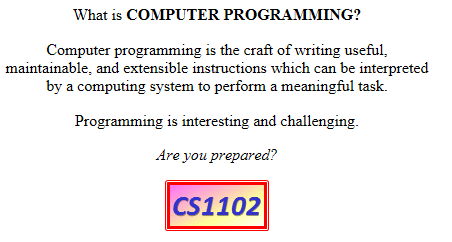 What is COMPUTER PROGRAMMING?
Computer programming is the craft of writing useful,
maintainable, and extensible instructions which can be interpreted
by a computing system to perform a meaningful task.
Programming is interesting and challenging.
Are you prepared?
CS1102